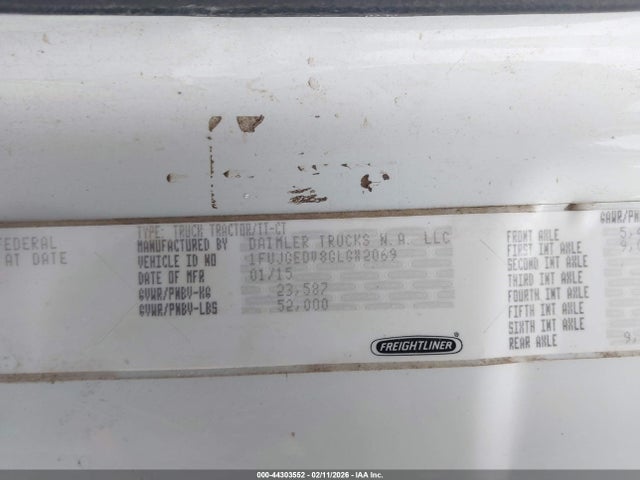 FEDERAL
AT DATE
TYPE: TRUCK TRACTOR/II-CT
MANUFACTURED BY DAIMLER TRUCKS N.A. LLC
VEHICLE ID NO
DATE OF MFR 01/15
GVWR/PNBV-KG 23,587
GVWR/PNBV-LBS 52,000
FREIGHTLINER
GAWR/
FRONT AXLE
FIRST INT AXLE
SECOND INT AXLE
THIRD INT AXLE
FOURTH INT AXLE
FIFTH INT AXLE
SIXTH INT AXLE
REAR AXLE 9,
000-44303552 - 02/11/2026 - IAA Inc.